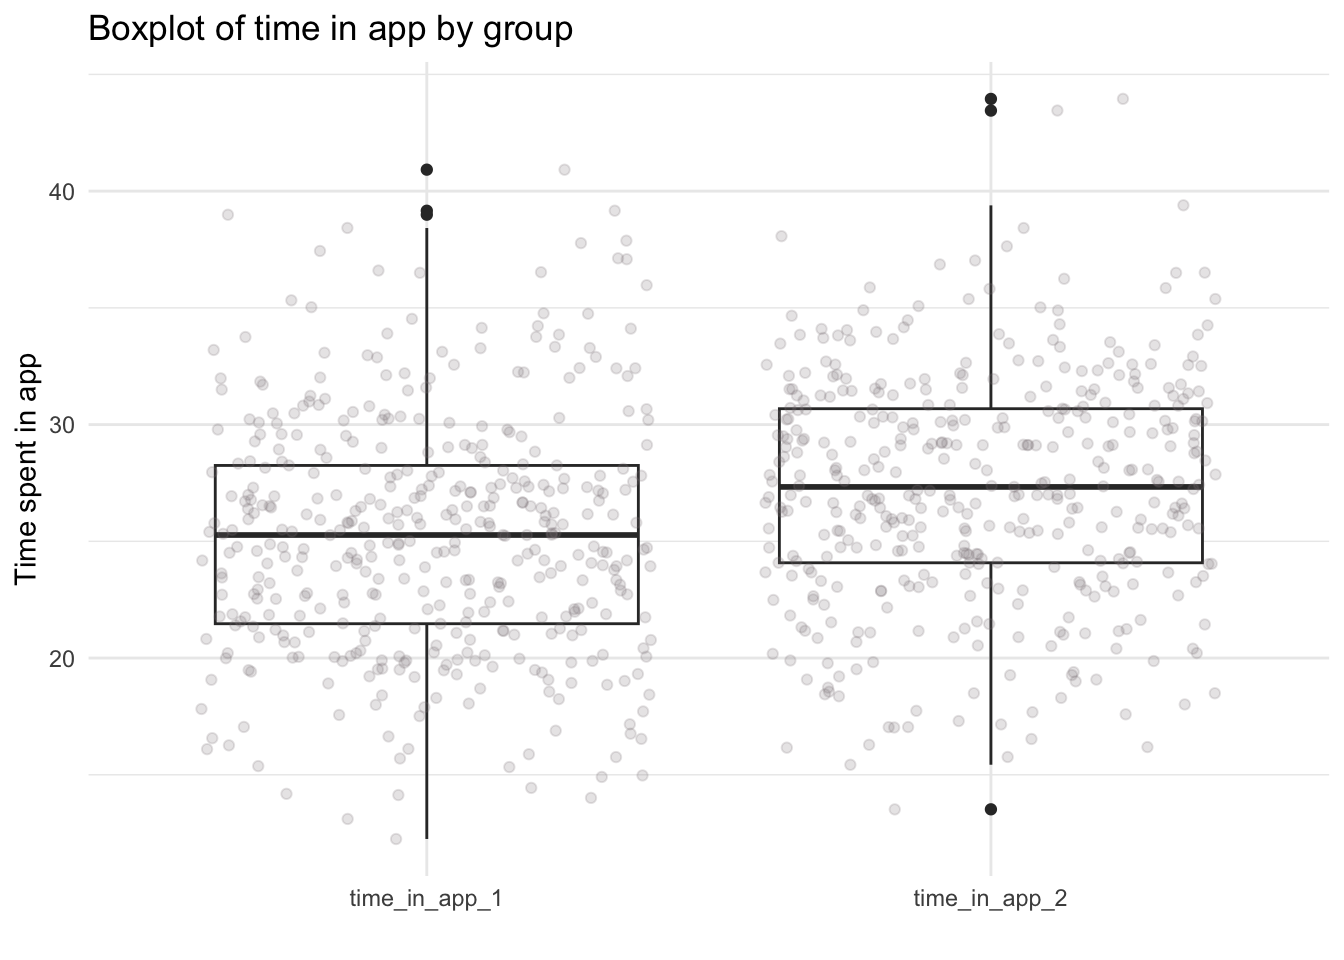 Boxplot of time in app by group
Time spent in app
40
30
20
time_in_app_1
time_in_app_2